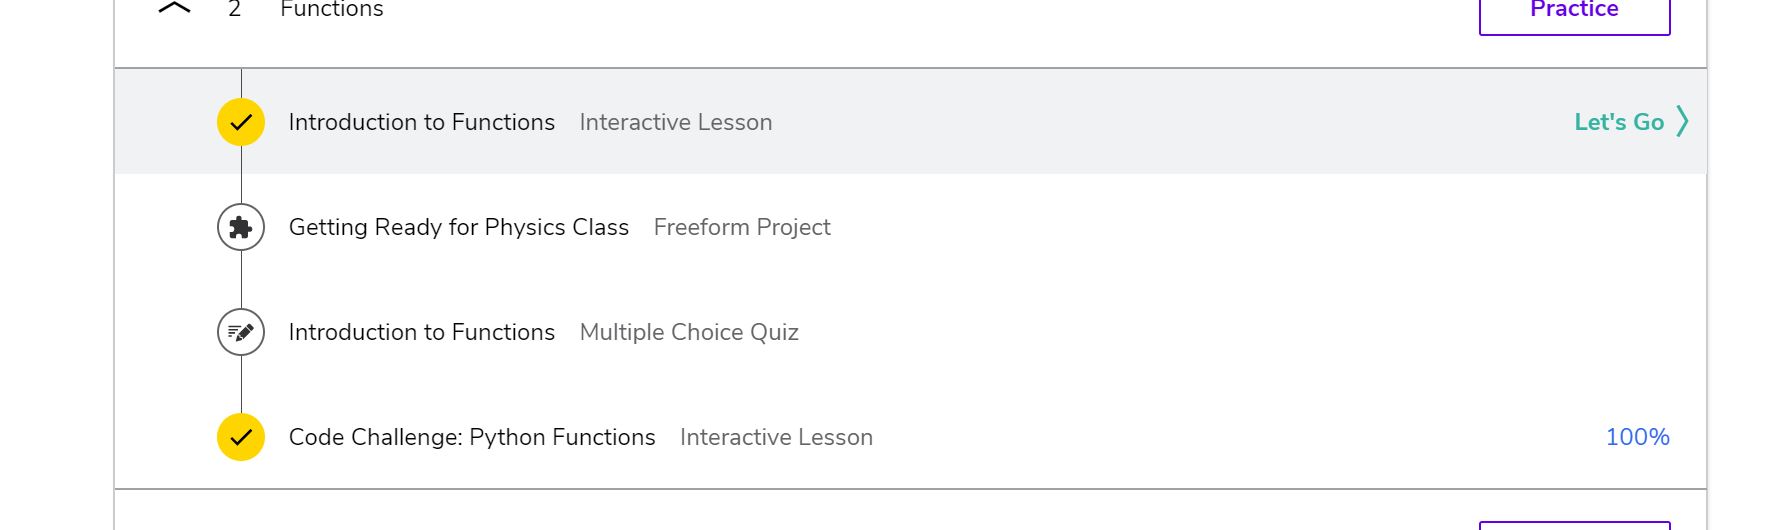 2 Functions Practice
Introduction to Functions Interactive Lesson Let's Go
Getting Ready for Physics Class Freeform Project
Introduction to Functions Multiple Choice Quiz
Code Challenge: Python Functions Interactive Lesson 100%